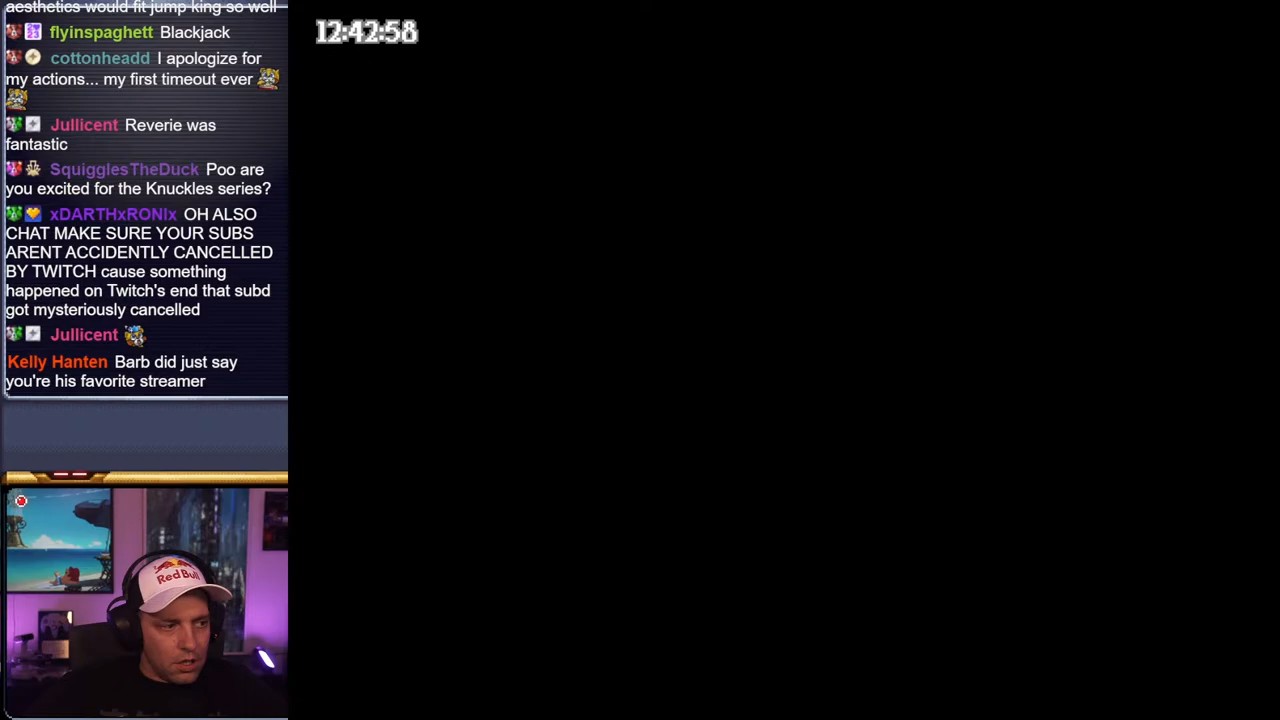 aesthetics would fit jump king so well
12:42:58
flyinspaghett Blackjack
cottonheadd I apologize for
my actions... my first timeout ever
Jullicent Reverie was
fantastic
SquigglesTheDuck Poo are
you excited for the Knuckles series?
xDARTHxRONIx OH ALSO
CHAT MAKE SURE YOUR SUBS
ARENT ACCIDENTLY CANCELLED
BY TWITCH cause something
happened on Twitch's end that subd
got mysteriously cancelled
Jullicent
Kelly Hanten Barb did just say
you're his favorite streamer
Red Bull